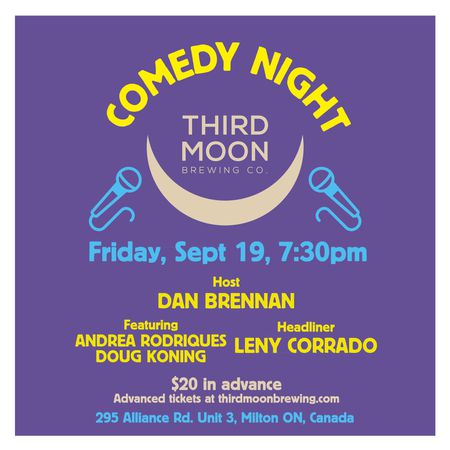 COMEDY NIGHT
THIRD
MOON
BREWING CO.
Friday, Sept 19, 7:30pm
Host
DAN BRENNAN
Featuring
ANDREA RODRIQUES
DOUG KONING
Headliner
LENY CORRADO
$20 in advance
Advanced tickets at thirdmoonbrewing.com
295 Alliance Rd. Unit 3, Milton ON, Canada